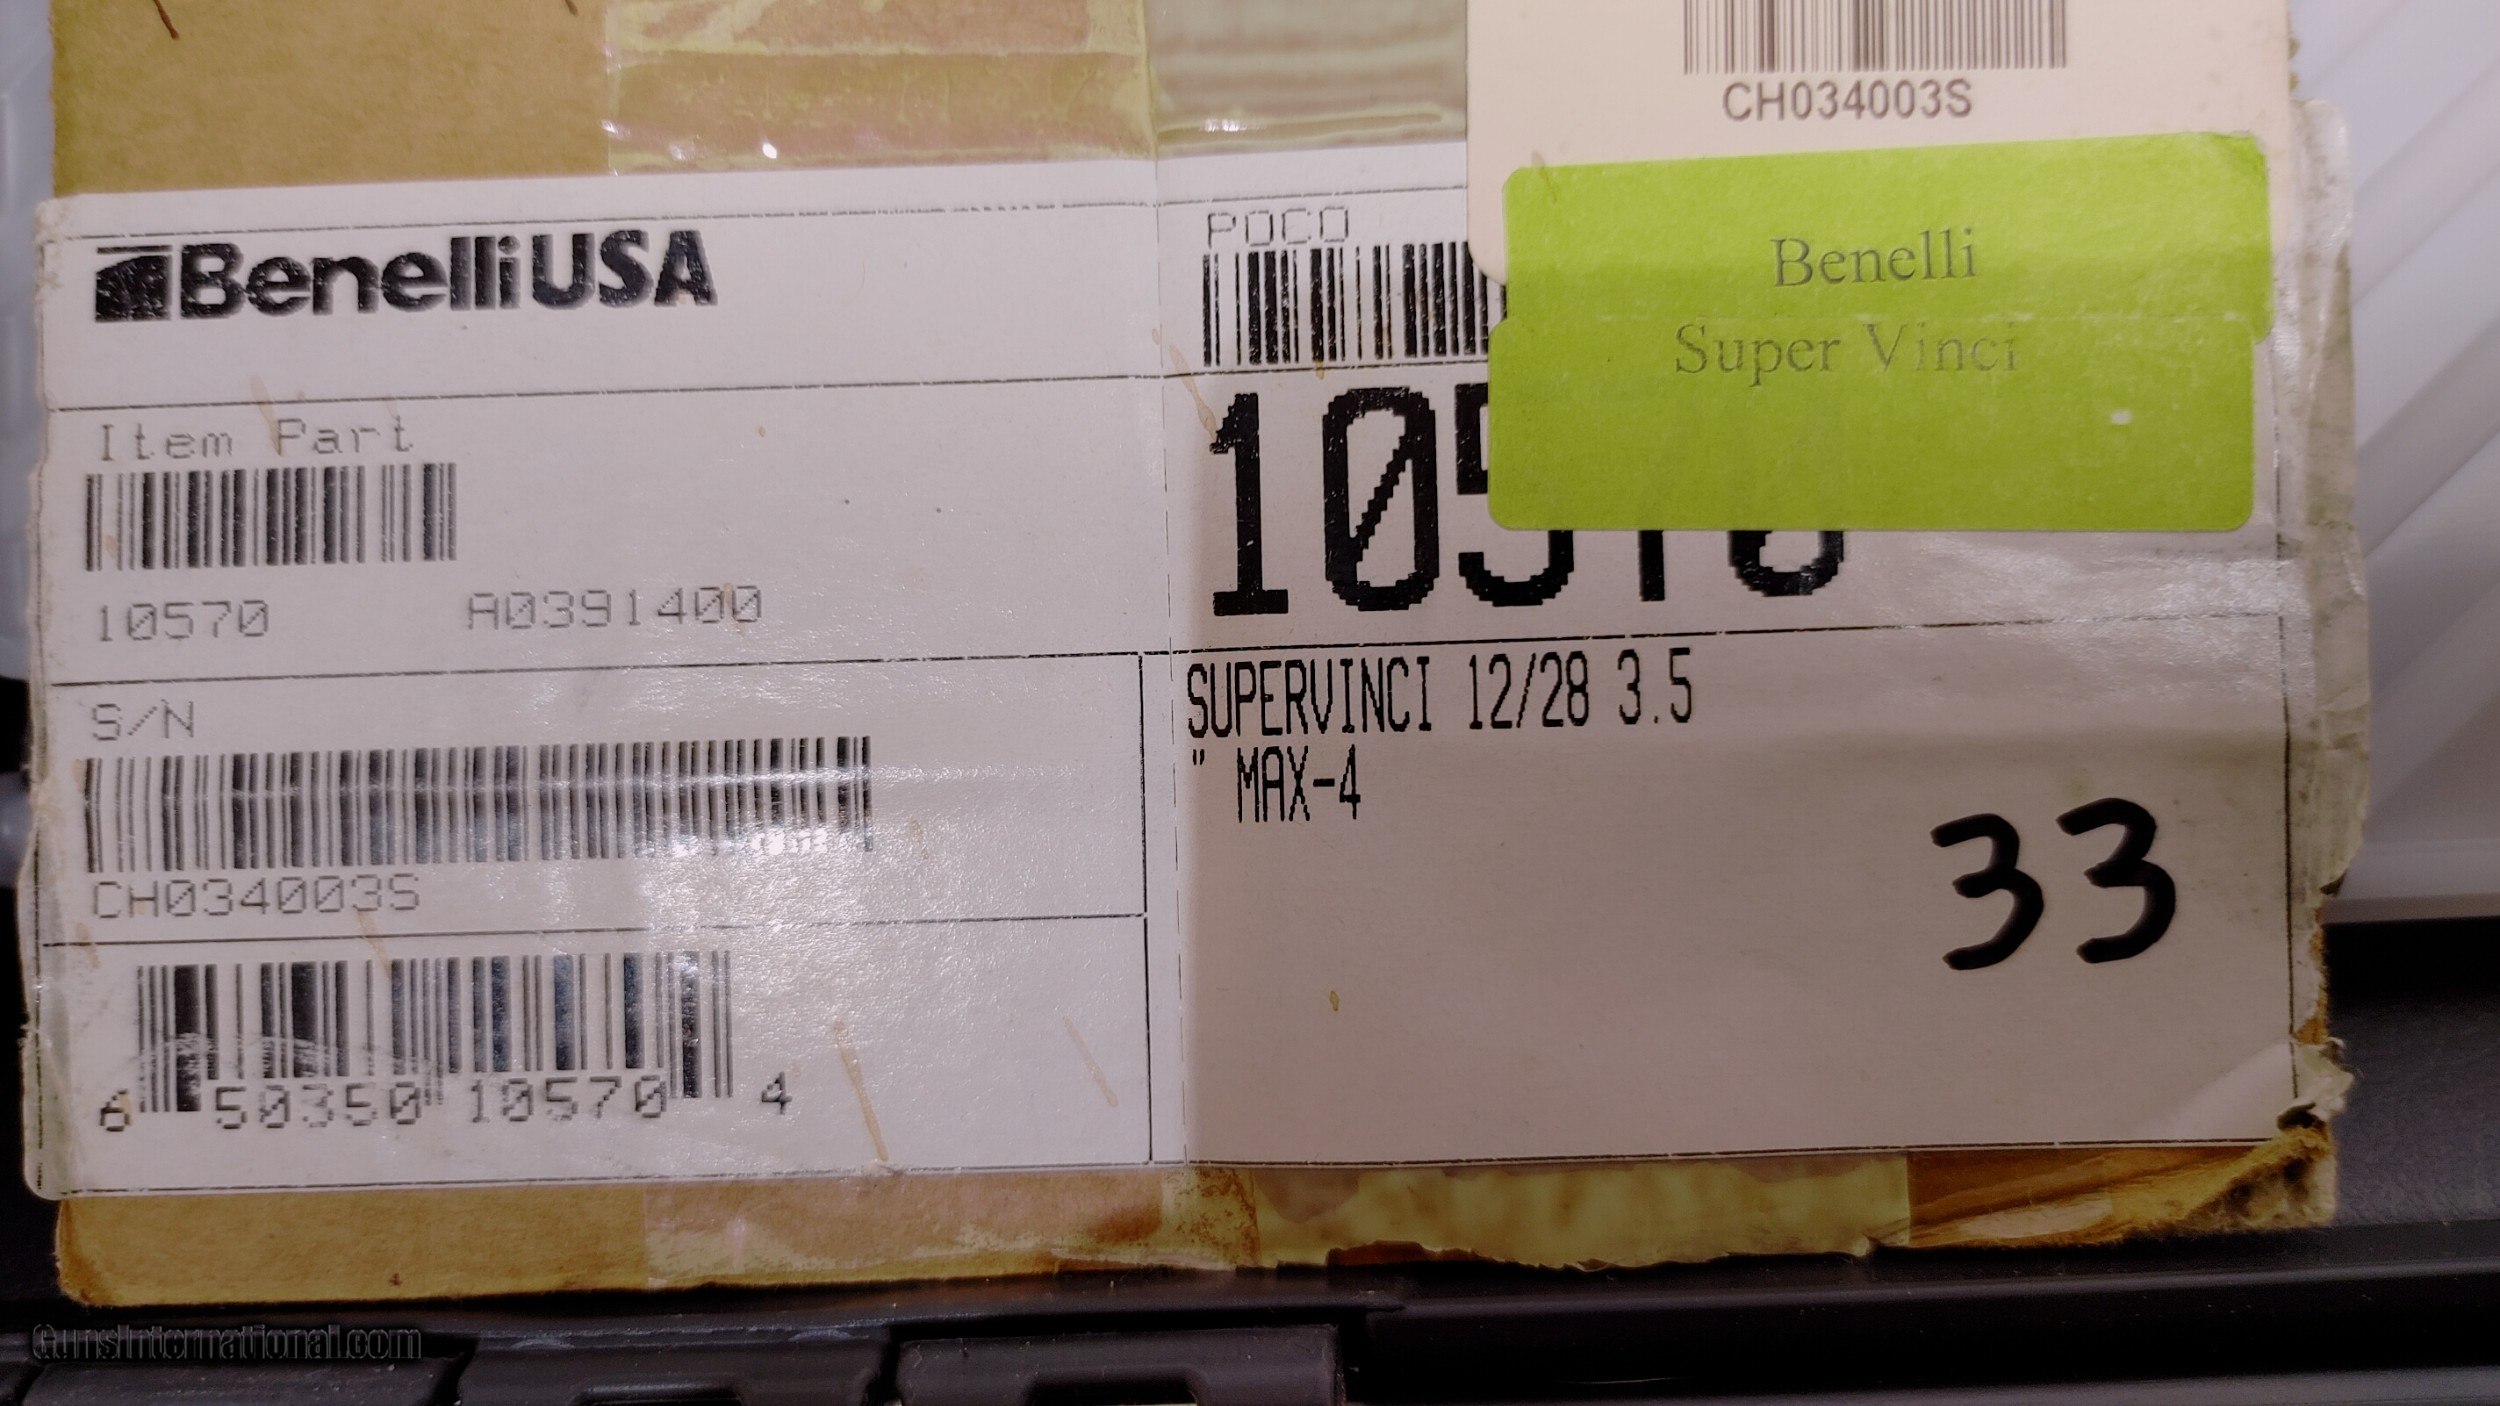 CH034003S
Benelli
Super Vinci
BenelliUSA
POCO
Item Part
10570 A0391400
10570
S/N
CH034003S
SUPERVINCI 12/28 3.5
" MAX-4
33
6 50350 10570 4
GunsInternational.com